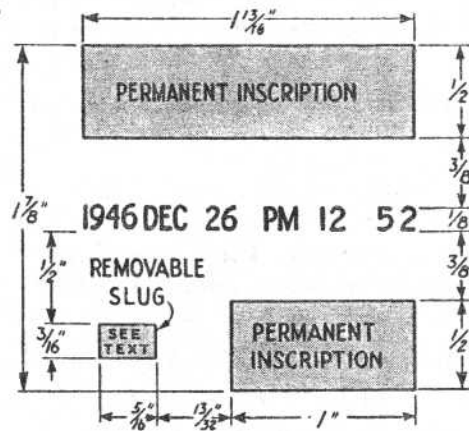 1 13/16"
PERMANENT INSCRIPTION
1/2
3/8
1 7/8"
1946 DEC 26 PM 12 52
1/8
1/2"
REMOVABLE
SLUG
3/8
3/16"
SEE
TEXT
PERMANENT
INSCRIPTION
1/2
5/16"
13/32"
1"